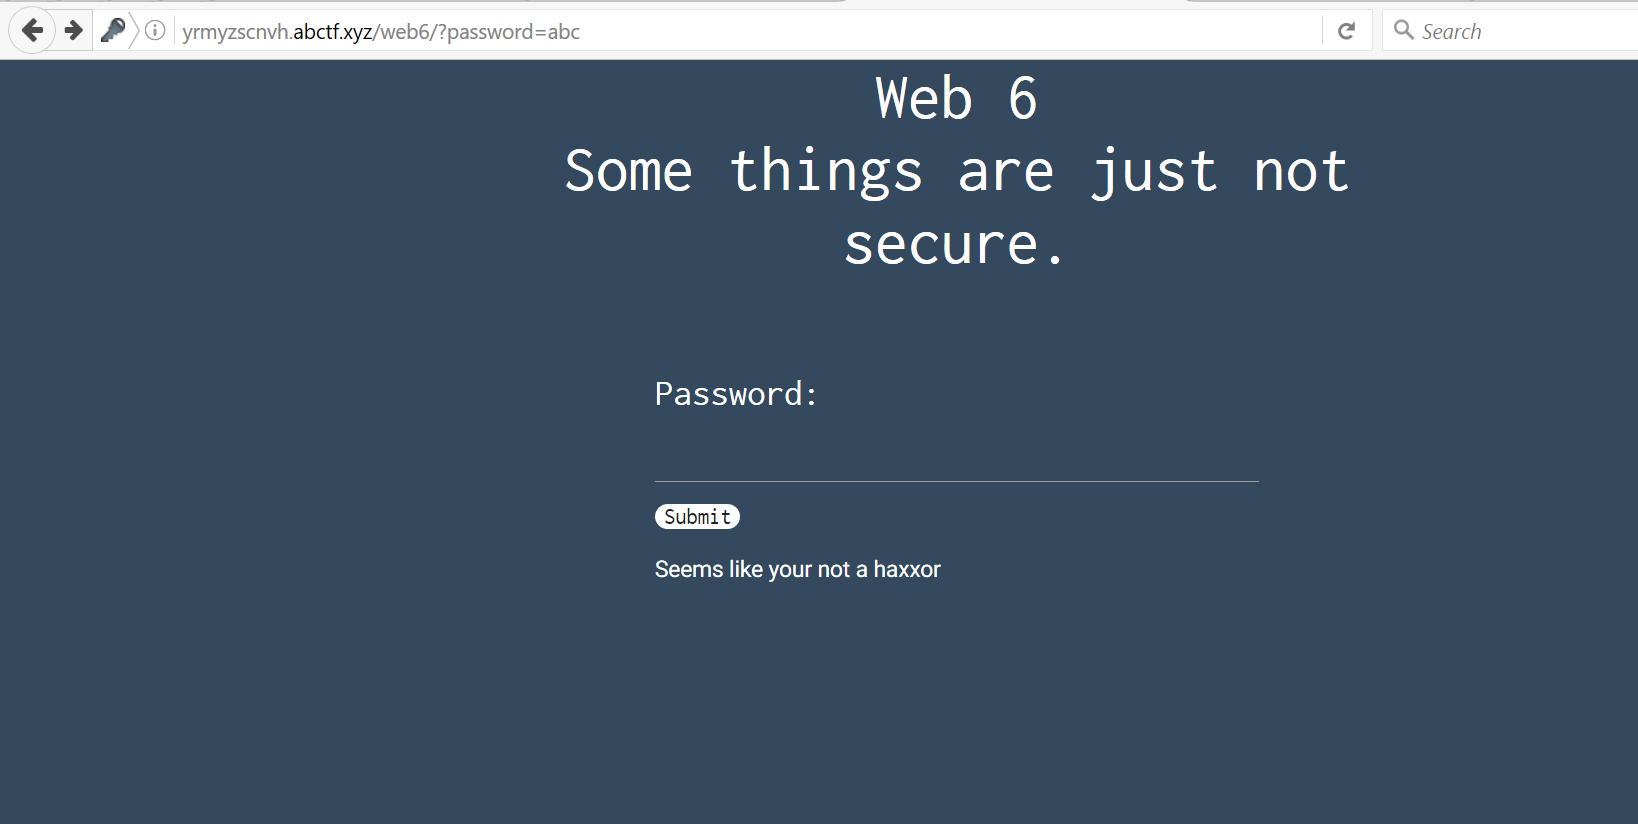 yrmyzscnvh.abctf.xyz/web6/?password=abc
Search
Web 6
Some things are just not
secure.
Password:
Submit
Seems like your not a haxxor